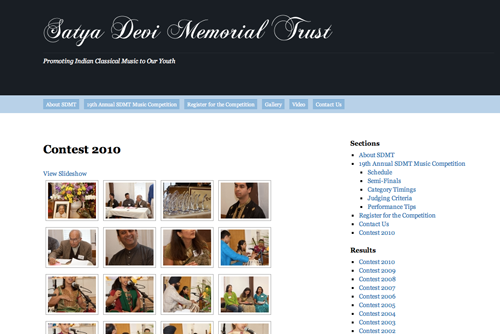 Satya Devi Memorial Trust
Promoting Indian Classical Music to Our Youth
About SDMT
19th Annual SDMT Music Competition
Register for the Competition
Gallery
Video
Contact Us
Contest 2010
View Slideshow
Sections
About SDMT
19th Annual SDMT Music Competition
Schedule
Semi-Finals
Category Timings
Judging Criteria
Performance Tips
Register for the Competition
Contact Us
Contest 2010
Results
Contest 2010
Contest 2009
Contest 2008
Contest 2007
Contest 2006
Contest 2005
Contest 2004
Contest 2003
Contest 2002